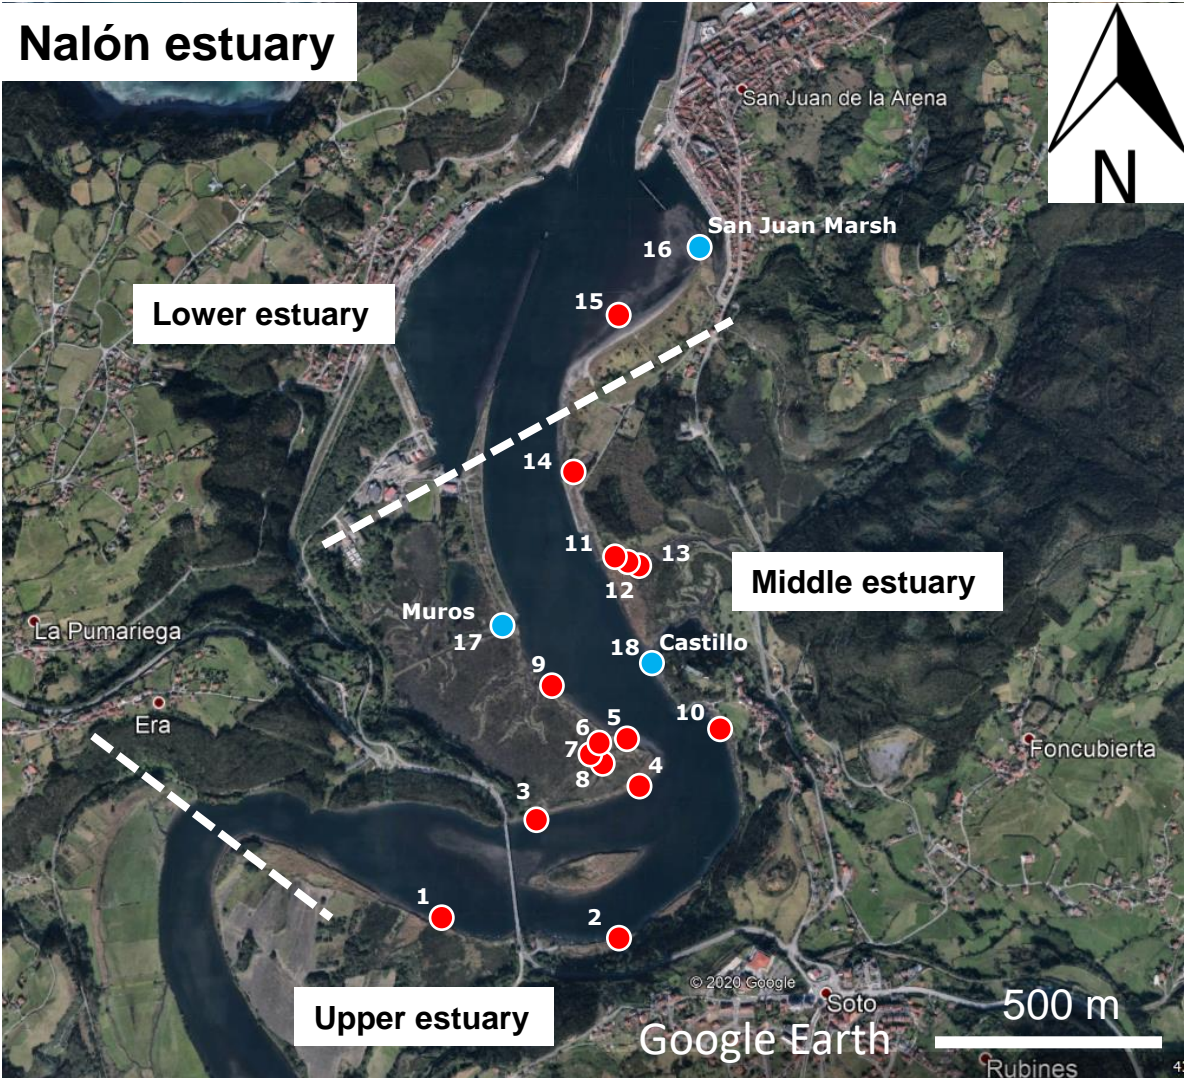 Nalón estuary
San Juan de la Arena
N
San Juan Marsh
16
15
Lower estuary
14
11
13
12
Middle estuary
Muros
17
La Pumariega
18
Castillo
9
Era
10
5
6
7
8
4
Foncubierta
3
1
2
© 2020 Google
Soto
500 m
Upper estuary
Google Earth
Rubines
43